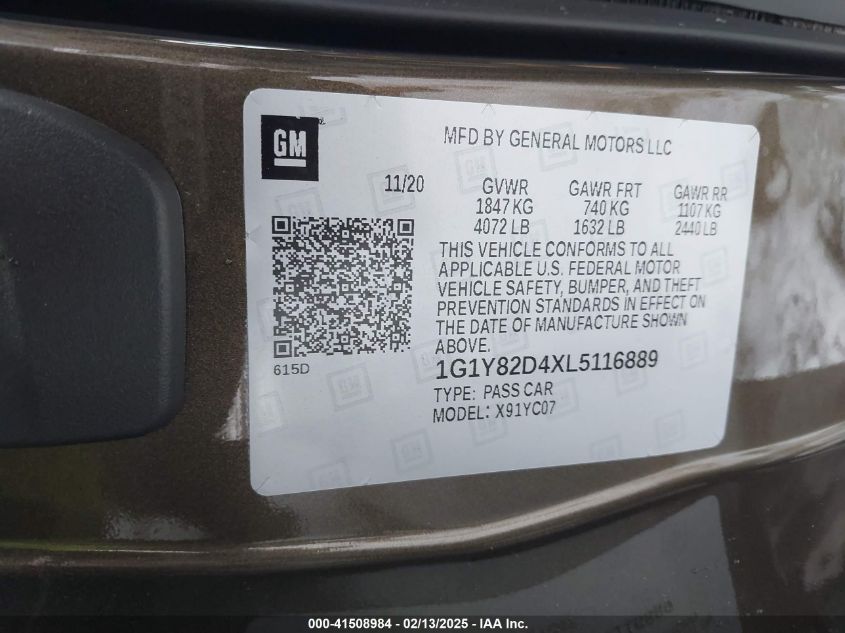 GM
MFD BY GENERAL MOTORS LLC
11/20
GVWR GAWR FRT GAWR RR
1847 KG 740 KG 1107 KG
4072 LB 1632 LB 2440 LB
THIS VEHICLE CONFORMS TO ALL
APPLICABLE U.S. FEDERAL MOTOR
VEHICLE SAFETY, BUMPER, AND THEFT
PREVENTION STANDARDS IN EFFECT ON
THE DATE OF MANUFACTURE SHOWN
ABOVE.
615D
1G1Y82D4XL5116889
TYPE: PASS CAR
MODEL: X91YC07
000-41508984 — 02/13/2025 — IAA Inc.